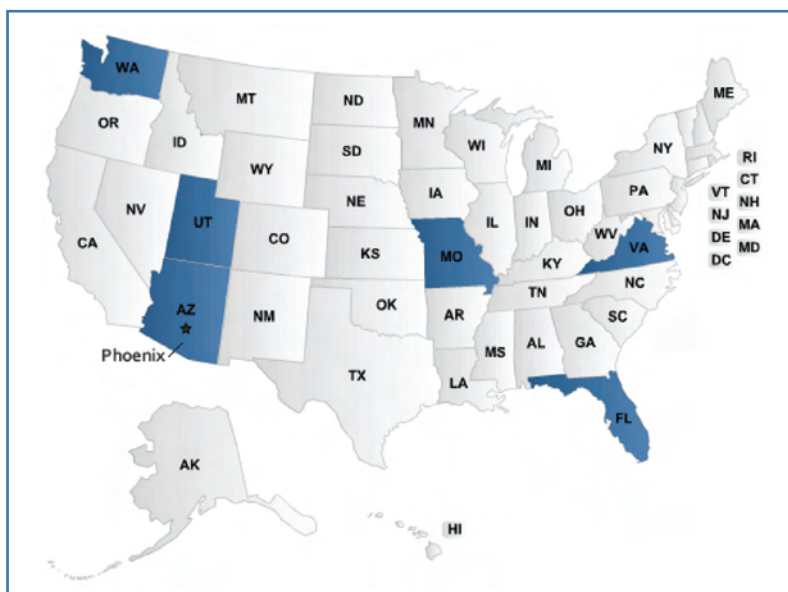 WA
MT
ND
MN
ME
OR
ID
SD
WI
MI
NY
WY
RI
CT
VT
NH
NJ
MA
DE
MD
DC
IA
NE
PA
NV
UT
IL
IN
OH
CA
CO
KS
MO
WV
VA
KY
NC
TN
AZ
NM
OK
AR
SC
Phoenix
MS
AL
GA
TX
LA
FL
AK
HI